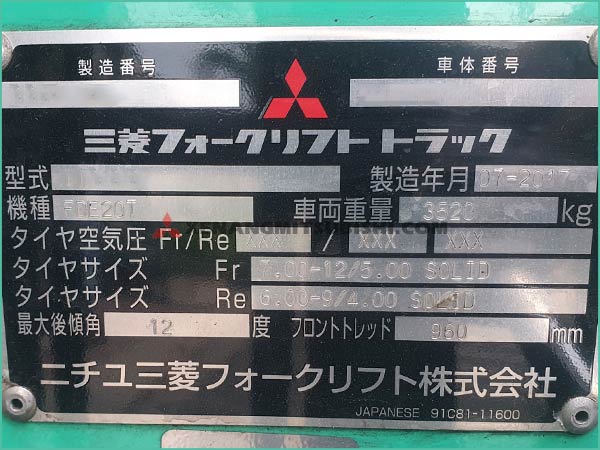 製造番号 車体番号
三菱フォークリフト トラック
型式 製造年月 07-2017
機種 FDE20T 車両重量 3520 kg
タイヤ空気圧 Fr/Re XXX / XXX XXX
タイヤサイズ Fr 7.00-12/5.00 SOLID
タイヤサイズ Re 6.00-9/4.00 SOLID
最大後傾角 12 度 フロントトレッド 960 mm
ニチユ三菱フォークリフト株式会社
JAPANESE 91C81-11600